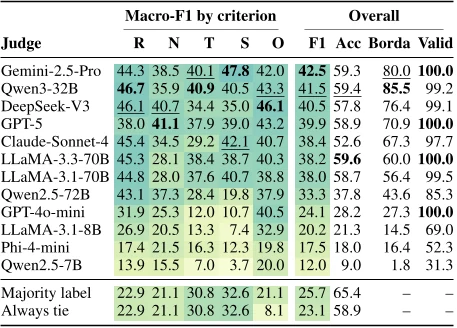 Macro-F1 by criterion Overall
Judge R N T S O F1 Acc Borda Valid
Gemini-2.5-Pro 44.3 38.5 40.1 47.8 42.0 42.5 59.3 80.0 100.0
Qwen3-32B 46.7 35.9 40.9 40.5 43.3 41.5 59.4 85.5 99.2
DeepSeek-V3 46.1 40.7 34.4 35.0 46.1 40.5 57.8 76.4 99.1
GPT-5 38.0 41.1 37.9 39.0 43.2 39.9 58.9 70.9 100.0
Claude-Sonnet-4 45.4 34.5 29.2 42.1 40.7 38.4 52.6 67.3 97.7
LLaMA-3.3-70B 45.3 28.1 38.4 38.7 40.3 38.2 59.6 60.0 100.0
LLaMA-3.1-70B 44.8 28.0 37.6 40.7 38.8 38.0 58.7 56.4 99.5
Qwen2.5-72B 43.1 37.3 28.4 19.8 37.9 33.3 37.8 43.6 85.3
GPT-4o-mini 31.9 25.3 12.0 10.7 40.5 24.1 28.2 27.3 100.0
LLaMA-3.1-8B 26.9 20.5 13.3 7.4 32.9 20.2 21.3 14.5 69.0
Phi-4-mini 17.4 21.5 16.3 12.3 19.8 17.5 18.0 16.4 52.3
Qwen2.5-7B 13.9 15.5 7.0 3.7 20.0 12.0 9.0 1.8 31.3
Majority label 22.9 21.1 30.8 32.6 21.1 25.7 65.4 – –
Always tie 22.9 21.1 30.8 32.6 8.1 23.1 58.9 – –